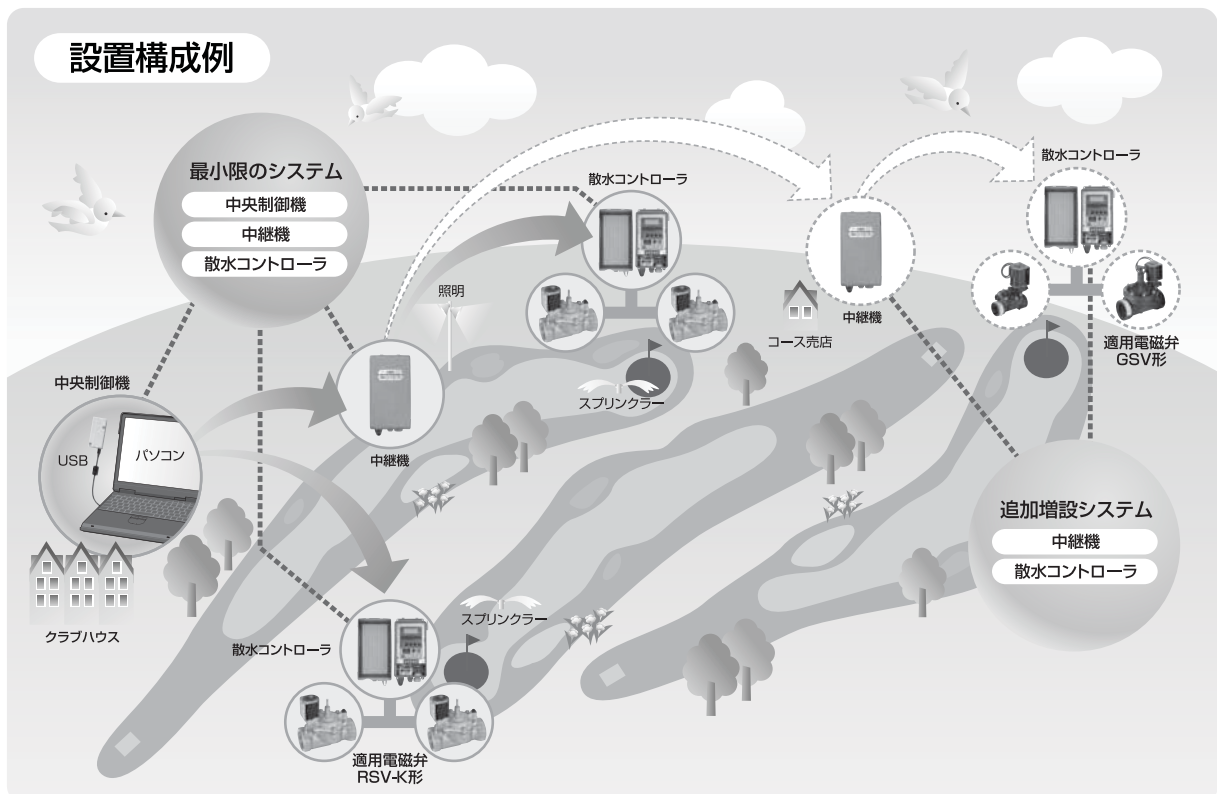 設置構成例
最小限のシステム
中央制御機
中継機
散水コントローラ
散水コントローラ
散水コントローラ
照明
中継機
コース売店
適用電磁弁
GSV形
中央制御機
USB
パソコン
中継機
スプリンクラー
追加増設システム
中継機
散水コントローラ
クラブハウス
スプリンクラー
散水コントローラ
適用電磁弁
RSV-K形